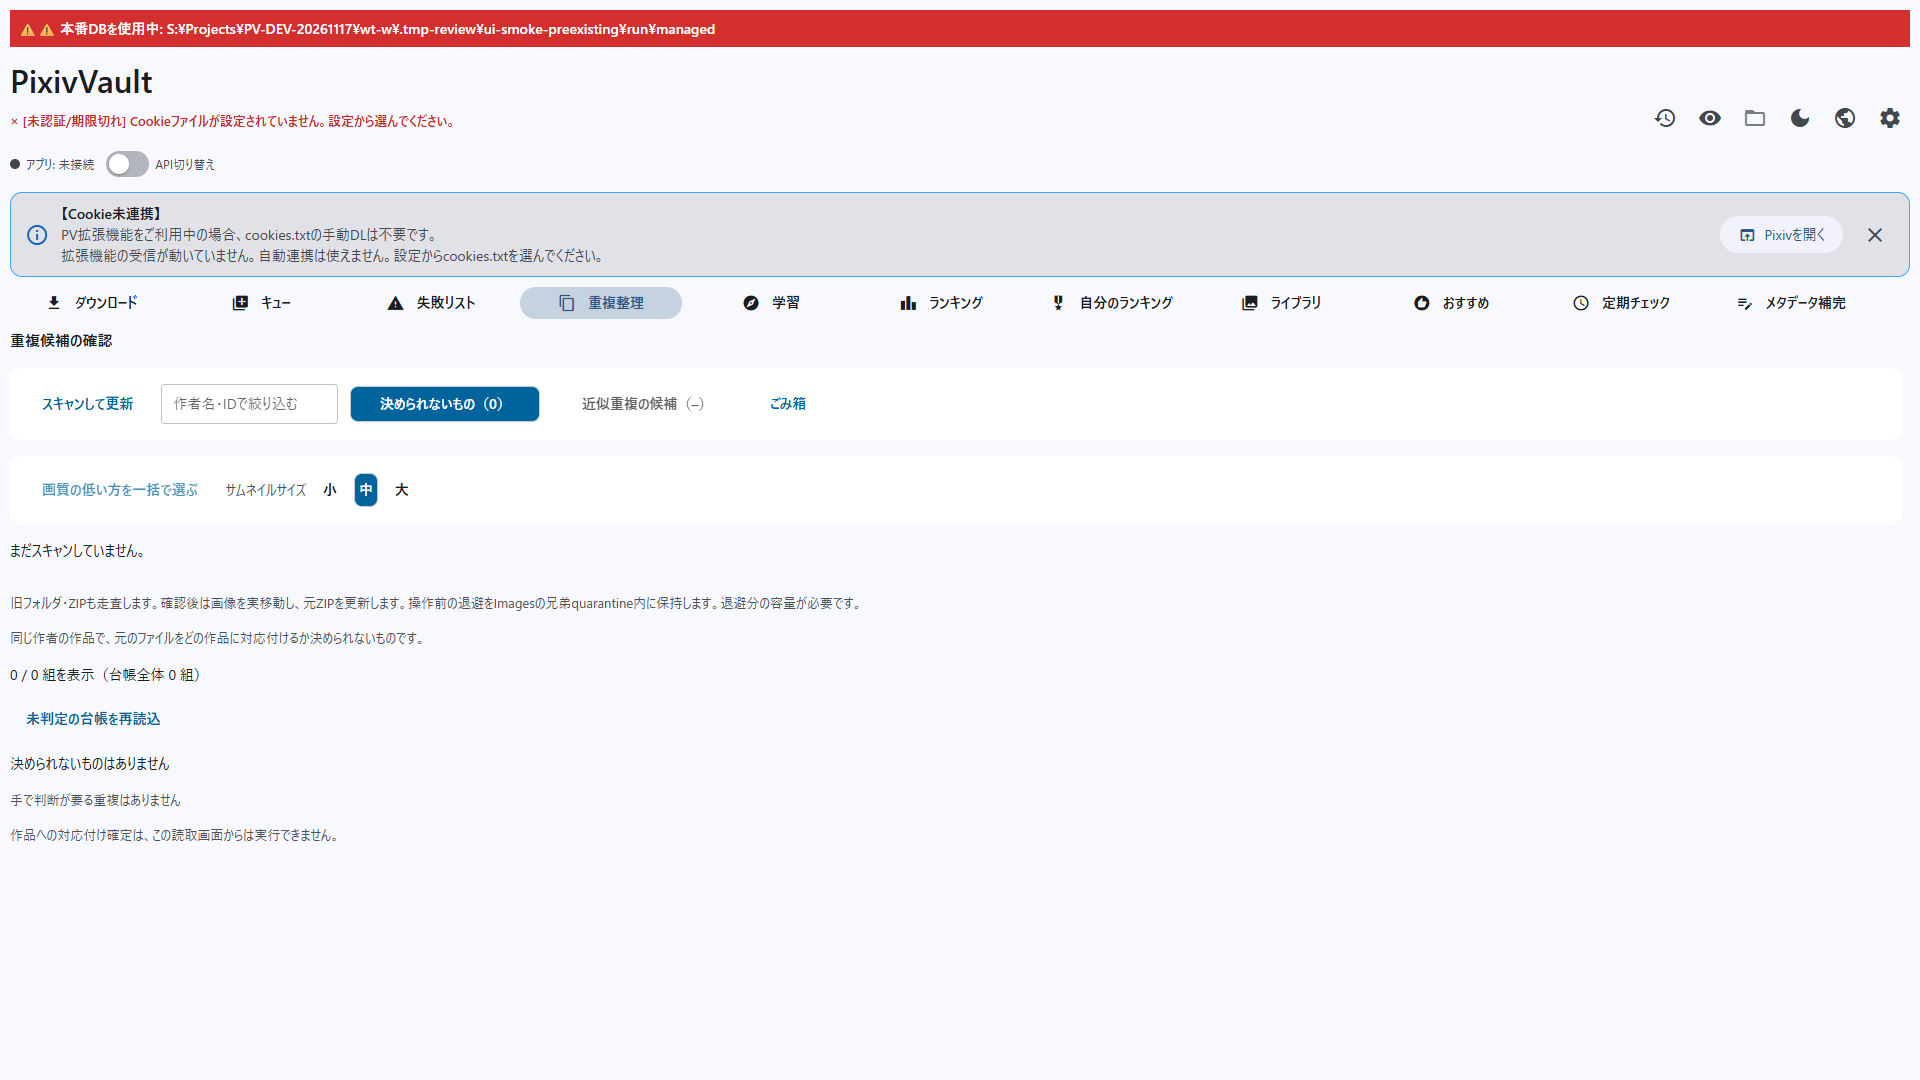 本番DBを使用中: S:¥Projects¥PV-DEV-20261117¥wt-w¥.tmp-review¥ui-smoke-preexisting¥run¥managed
PixivVault
× [未認証/期限切れ] Cookieファイルが設定されていません。設定から選んでください。
● アプリ: 未接続 API切り替え
【Cookie未連携】
PV拡張機能をご利用中の場合、cookies.txtの手動DLは不要です。
拡張機能の受信が動いていません。自動連携は使えません。設定からcookies.txtを選んでください。
Pixivを開く
ダウンロード キュー 失敗リスト 重複整理 学習 ランキング 自分のランキング ライブラリ おすすめ 定期チェック メタデータ補完
重複候補の確認
スキャンして更新 作者名・IDで絞り込む 決められないもの（0） 近似重複の候補（–） ごみ箱
画質の低い方を一括で選ぶ サムネイルサイズ 小 中 大
まだスキャンしていません。
旧フォルダ・ZIPも走査します。確認後は画像を実移動し、元ZIPを更新します。操作前の退避をImagesの兄弟quarantine内に保持します。退避分の容量が必要です。
同じ作者の作品で、元のファイルをどの作品に対応付けるか決められないものです。
0 / 0 組を表示（台帳全体 0 組）
未判定の台帳を再読込
決められないものはありません
手で判断が要る重複はありません
作品への対応付け確定は、この読取画面からは実行できません。